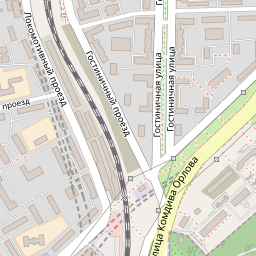 Локомотивный проезд
Гостиничный проезд
Гостиничная улица
Гостиничная улица
проезд
улица Комдива Орлова